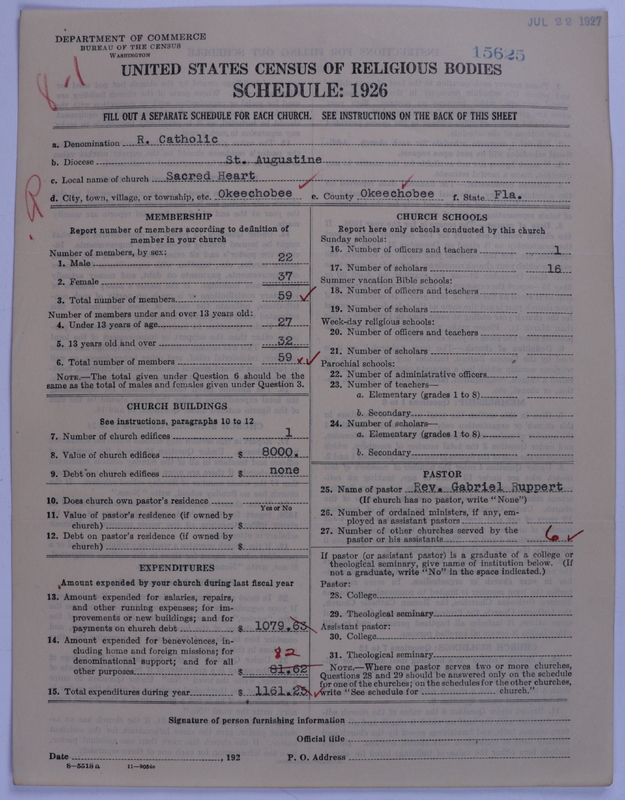 JUL 22 1927
DEPARTMENT OF COMMERCE
BUREAU OF THE CENSUS
WASHINGTON
15625
8-1
UNITED STATES CENSUS OF RELIGIOUS BODIES
SCHEDULE: 1926
FILL OUT A SEPARATE SCHEDULE FOR EACH CHURCH. SEE INSTRUCTIONS ON THE BACK OF THIS SHEET
a. Denomination R. Catholic
b. Diocese St. Augustine
c. Local name of church Sacred Heart
d. City, town, village, or township, etc. Okeechobee e. County Okeechobee f. State Fla.
MEMBERSHIP
Report number of members according to definition of
member in your church
Number of members, by sex:
1. Male 22
2. Female 37
3. Total number of members 59
Number of members under and over 13 years old:
4. Under 13 years of age 27
5. 13 years old and over 32
6. Total number of members 59
NOTE.—The total given under Question 6 should be the
same as the total of males and females given under Question 3.
CHURCH BUILDINGS
See instructions, paragraphs 10 to 12
7. Number of church edifices 1
8. Value of church edifices $ 8000.
9. Debt on church edifices $ none
10. Does church own pastor's residence
Yes or No
11. Value of pastor's residence (if owned by
church) $
12. Debt on pastor's residence (if owned by
church) $
EXPENDITURES
Amount expended by your church during last fiscal year
13. Amount expended for salaries, repairs,
and other running expenses; for im-
provements or new buildings; and for
payments on church debt $ 1079.63
14. Amount expended for benevolences, in-
cluding home and foreign missions; for
denominational support; and for all
82
other purposes $ 81.62
15. Total expenditures during year $ 1161.25
CHURCH SCHOOLS
Report here only schools conducted by this church
Sunday schools:
16. Number of officers and teachers 1
17. Number of scholars 16
Summer vacation Bible schools:
18. Number of officers and teachers
19. Number of scholars
Week-day religious schools:
20. Number of officers and teachers
21. Number of scholars
Parochial schools:
22. Number of administrative officers
23. Number of teachers—
a. Elementary (grades 1 to 8)
b. Secondary
24. Number of scholars—
a. Elementary (grades 1 to 8)
b. Secondary
PASTOR
25. Name of pastor Rev. Gabriel Ruppert
(If church has no pastor, write "None")
26. Number of ordained ministers, if any, em-
ployed as assistant pastors
27. Number of other churches served by the
pastor or his assistants 6
If pastor (or assistant pastor) is a graduate of a college or
theological seminary, give name of institution below. (If
not a graduate, write "No" in the space indicated.)
Pastor:
28. College
29. Theological seminary
Assistant pastor:
30. College
31. Theological seminary
NOTE.—Where one pastor serves two or more churches,
Questions 28 and 29 should be answered only on the schedule
for one of the churches; on the schedules for the other churches,
write "See schedule for church."
Signature of person furnishing information
Official title
Date , 192 P. O. Address
8—5518a 11—9054a